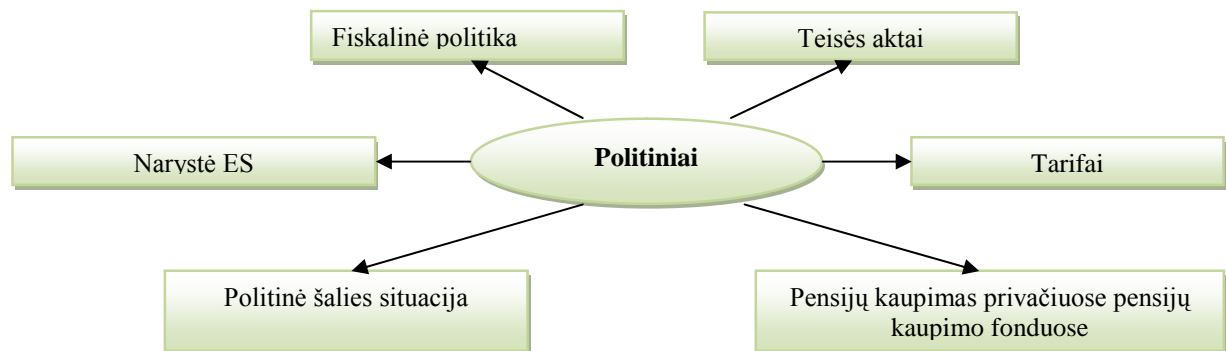 Fiskalinė politika
Teisės aktai
Narystė ES
Politiniai
Tarifai
Politinė šalies situacija
Pensijų kaupimas privačiuose pensijų
kaupimo fonduose